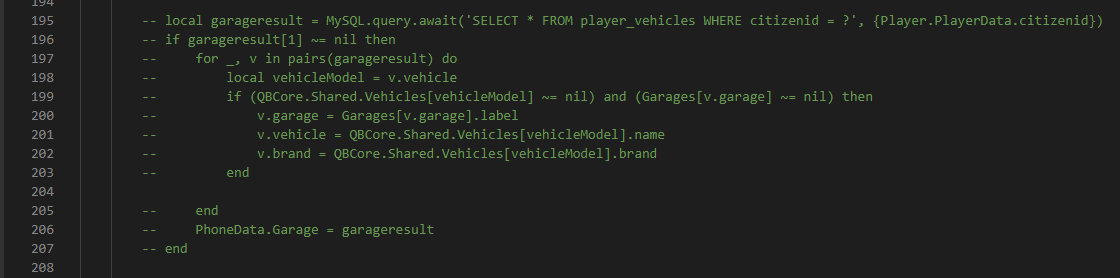 194
195 -- local garageresult = MySQL.query.await('SELECT * FROM player_vehicles WHERE citizenid = ?', {Player.PlayerData.citizenid})
196 -- if garageresult[1] ~= nil then
197 --     for _, v in pairs(garageresult) do
198 --         local vehicleModel = v.vehicle
199 --         if (QBCore.Shared.Vehicles[vehicleModel] ~= nil) and (Garages[v.garage] ~= nil) then
200 --             v.garage = Garages[v.garage].label
201 --             v.vehicle = QBCore.Shared.Vehicles[vehicleModel].name
202 --             v.brand = QBCore.Shared.Vehicles[vehicleModel].brand
203 --         end
204
205 --     end
206 --     PhoneData.Garage = garageresult
207 -- end
208